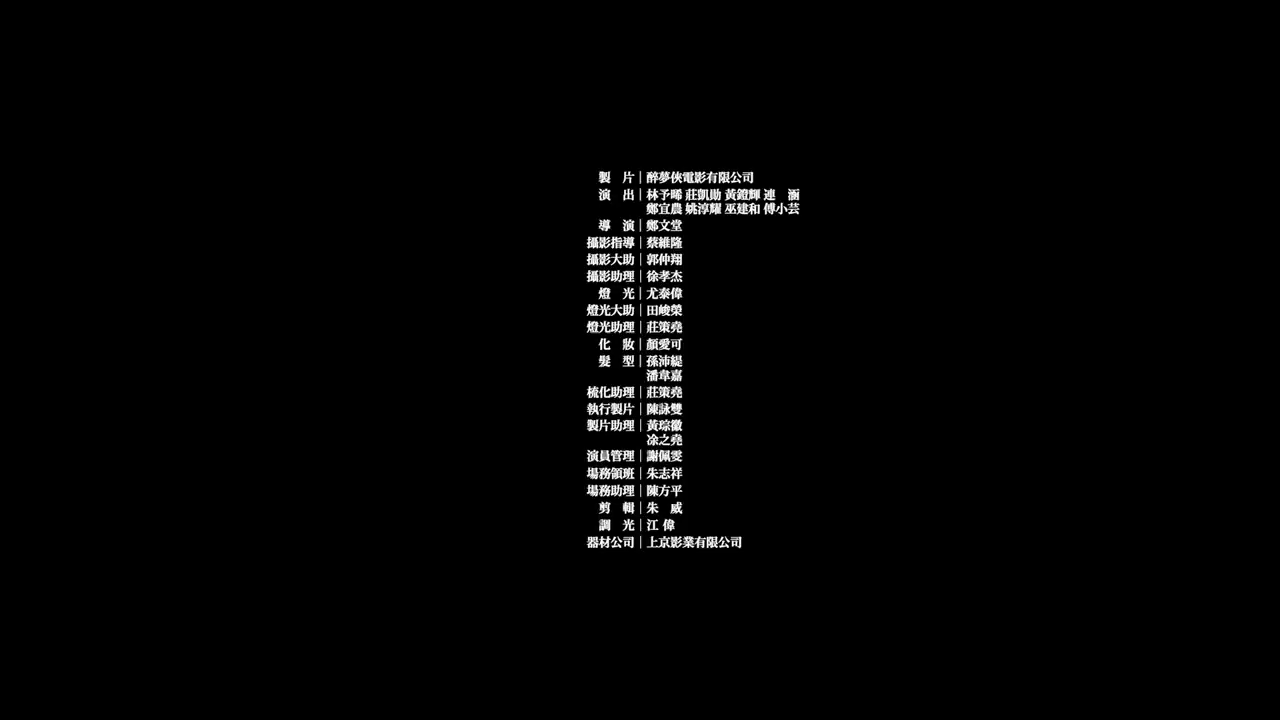 製　片｜醉夢俠電影有限公司
演　出｜林予晞 莊凱勛 黃鐙輝 連　涵
鄭宜農 姚淳耀 巫建和 傅小芸
導　演｜鄭文堂
攝影指導｜蔡維隆
攝影大助｜郭仲翔
攝影助理｜徐孝杰
燈　光｜尤泰偉
燈光大助｜田峻榮
燈光助理｜莊策堯
化　妝｜顏愛可
髮　型｜孫沛緹
潘韋嘉
梳化助理｜莊策堯
執行製片｜陳詠雙
製片助理｜黃琮徽
凃之堯
演員管理｜謝佩雯
場務領班｜朱志祥
場務助理｜陳方平
剪　輯｜朱　威
調　光｜江 偉
器材公司｜上京影業有限公司